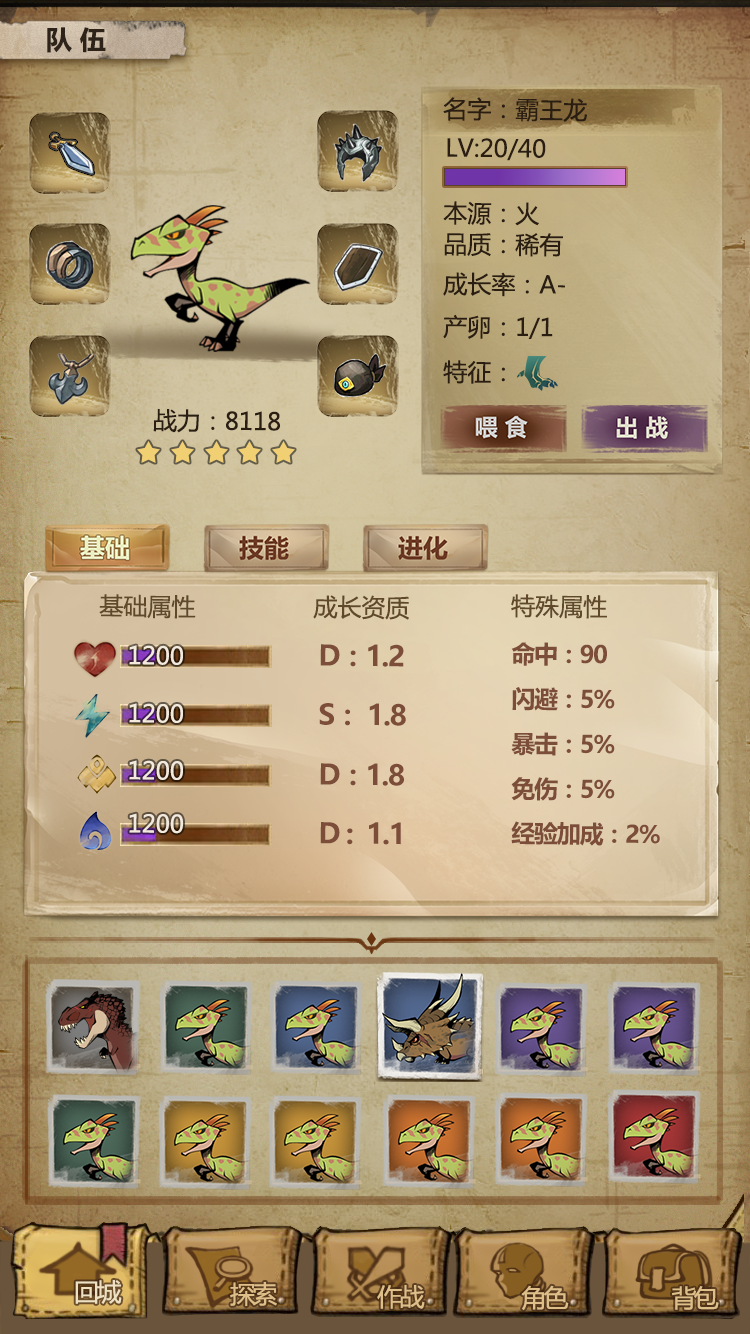 队伍
名字：霸王龙
LV:20/40
本源：火
品质：稀有
成长率：A-
产卵：1/1
特征：
喂食 出战
战力：8118
基础 技能 进化
基础属性 成长资质 特殊属性
1200 D：1.2 命中：90
1200 S：1.8 闪避：5%
暴击：5%
1200 D：1.8 免伤：5%
1200 D：1.1 经验加成：2%
回城 探索 作战 角色 背包